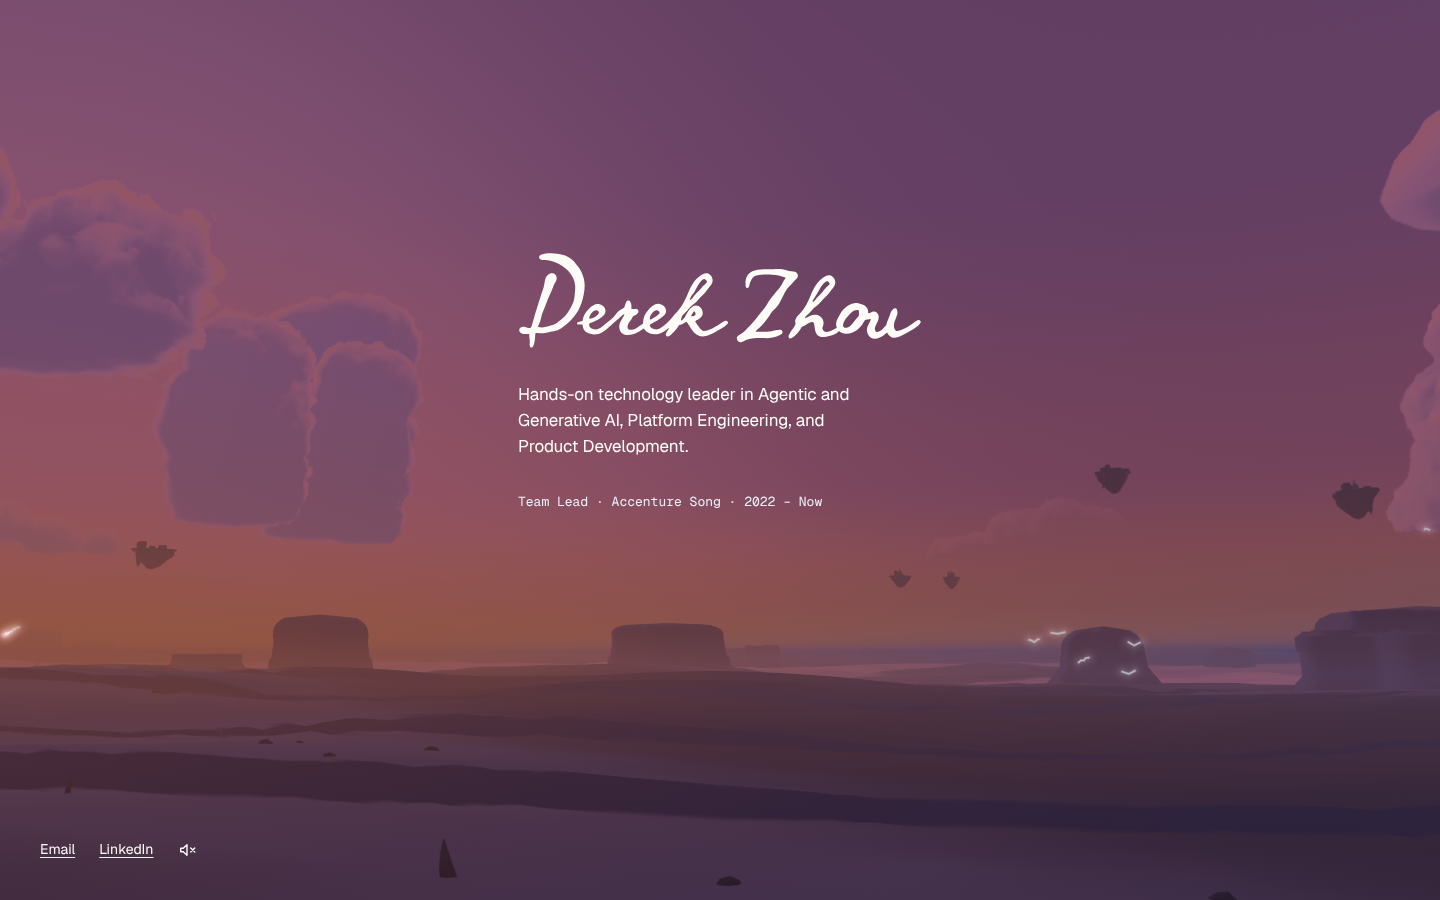 Derek Zhou
Hands-on technology leader in Agentic and
Generative AI, Platform Engineering, and
Product Development.
Team Lead · Accenture Song · 2022 – Now
Email LinkedIn